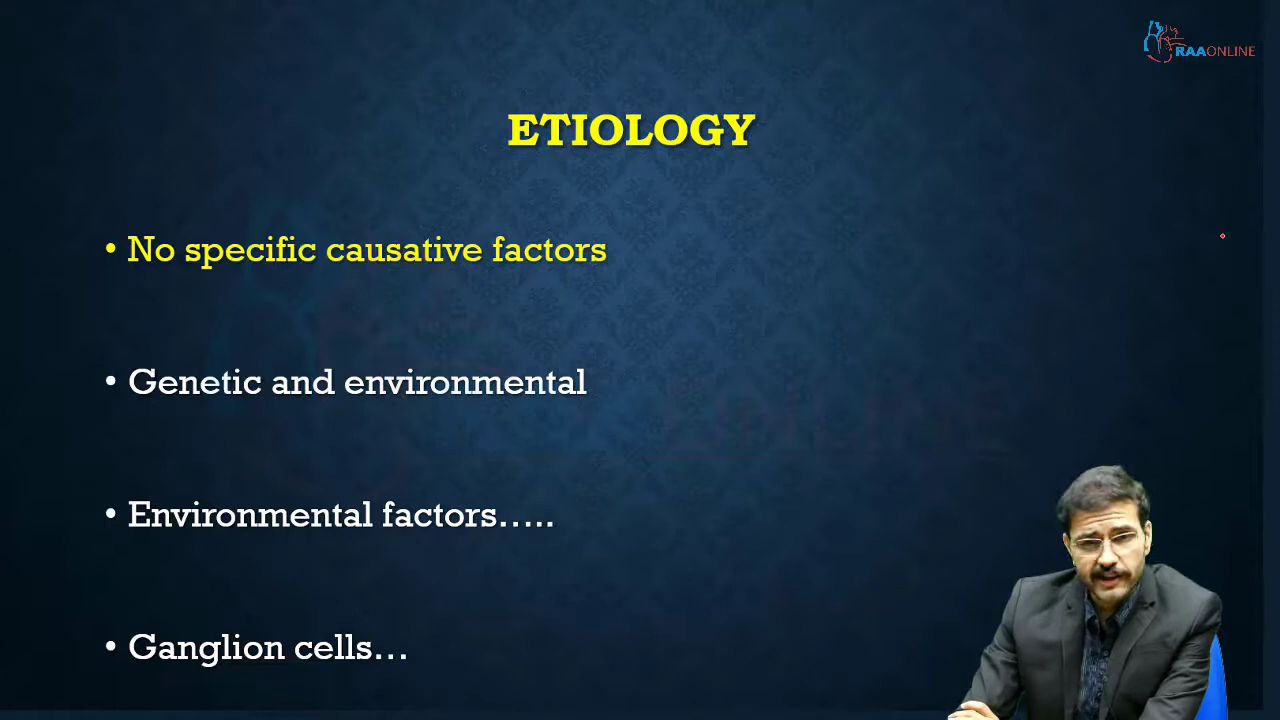 RAAONLINE
ETIOLOGY
• No specific causative factors
• Genetic and environmental
• Environmental factors…..
• Ganglion cells…